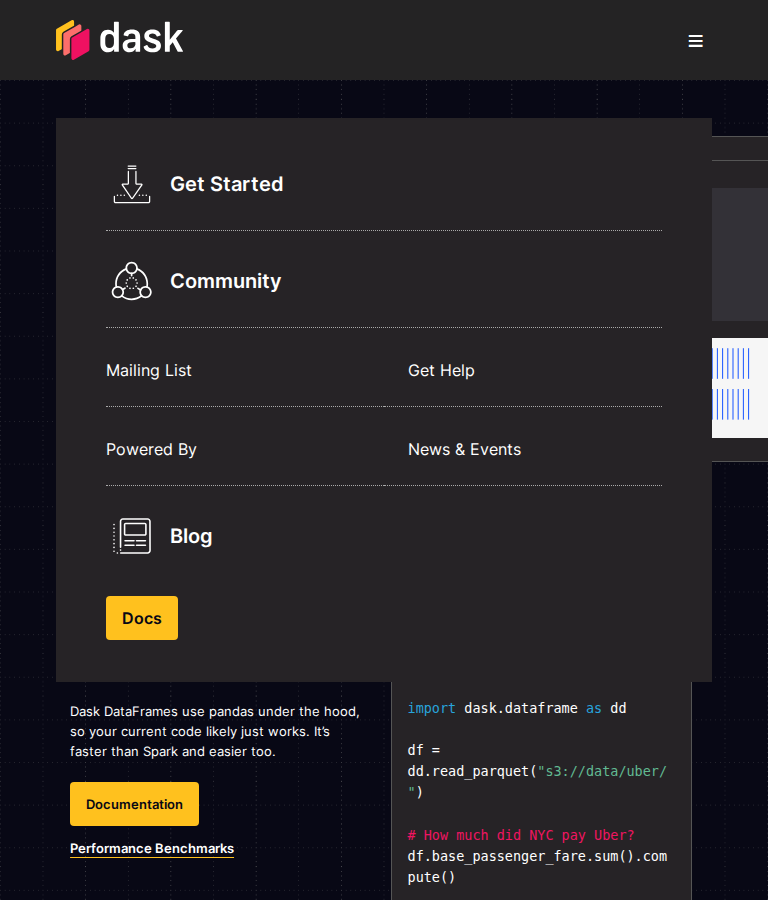 dask
Get Started
Community
Mailing List
Get Help
Powered By
News & Events
Blog
Docs
Dask DataFrames use pandas under the hood,
so your current code likely just works. It's
faster than Spark and easier too.
Documentation
Performance Benchmarks
import dask.dataframe as dd
df =
dd.read_parquet("s3://data/uber/
")
# How much did NYC pay Uber?
df.base_passenger_fare.sum().com
pute()